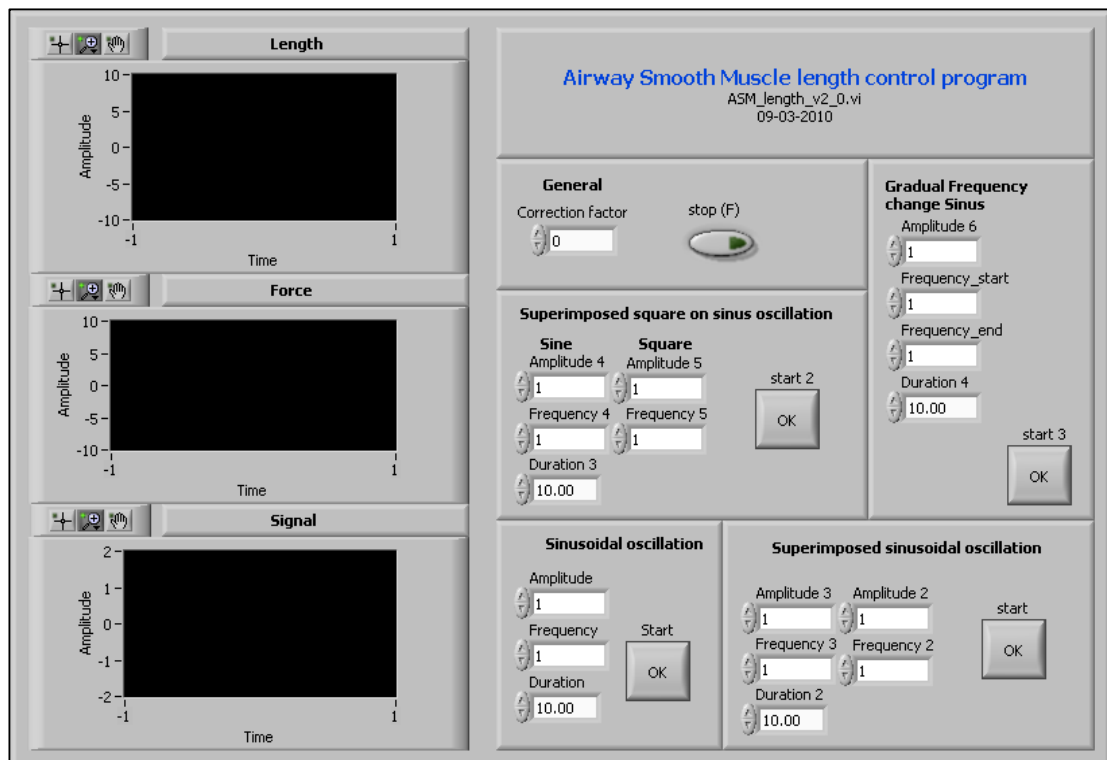 Length
10
5
0
-5
-10
Amplitude
-1
1
Time
Force
10
5
0
-5
-10
Amplitude
-1
1
Time
Signal
2
1
0
-1
-2
Amplitude
-1
1
Time
Airway Smooth Muscle length control program
ASM_length_v2_0.vi
09-03-2010
General
Correction factor
0
stop (F)
Gradual Frequency
change Sinus
Amplitude 6
1
Frequency_start
1
Frequency_end
1
Duration 4
10.00
start 3
OK
Superimposed square on sinus oscillation
Sine Square
Amplitude 4 Amplitude 5
1 1
Frequency 4 Frequency 5
1 1
Duration 3
10.00
start 2
OK
Sinusoidal oscillation
Amplitude
1
Frequency
1
Duration
10.00
Start
OK
Superimposed sinusoidal oscillation
Amplitude 3 Amplitude 2
1 1
Frequency 3 Frequency 2
1 1
Duration 2
10.00
start
OK